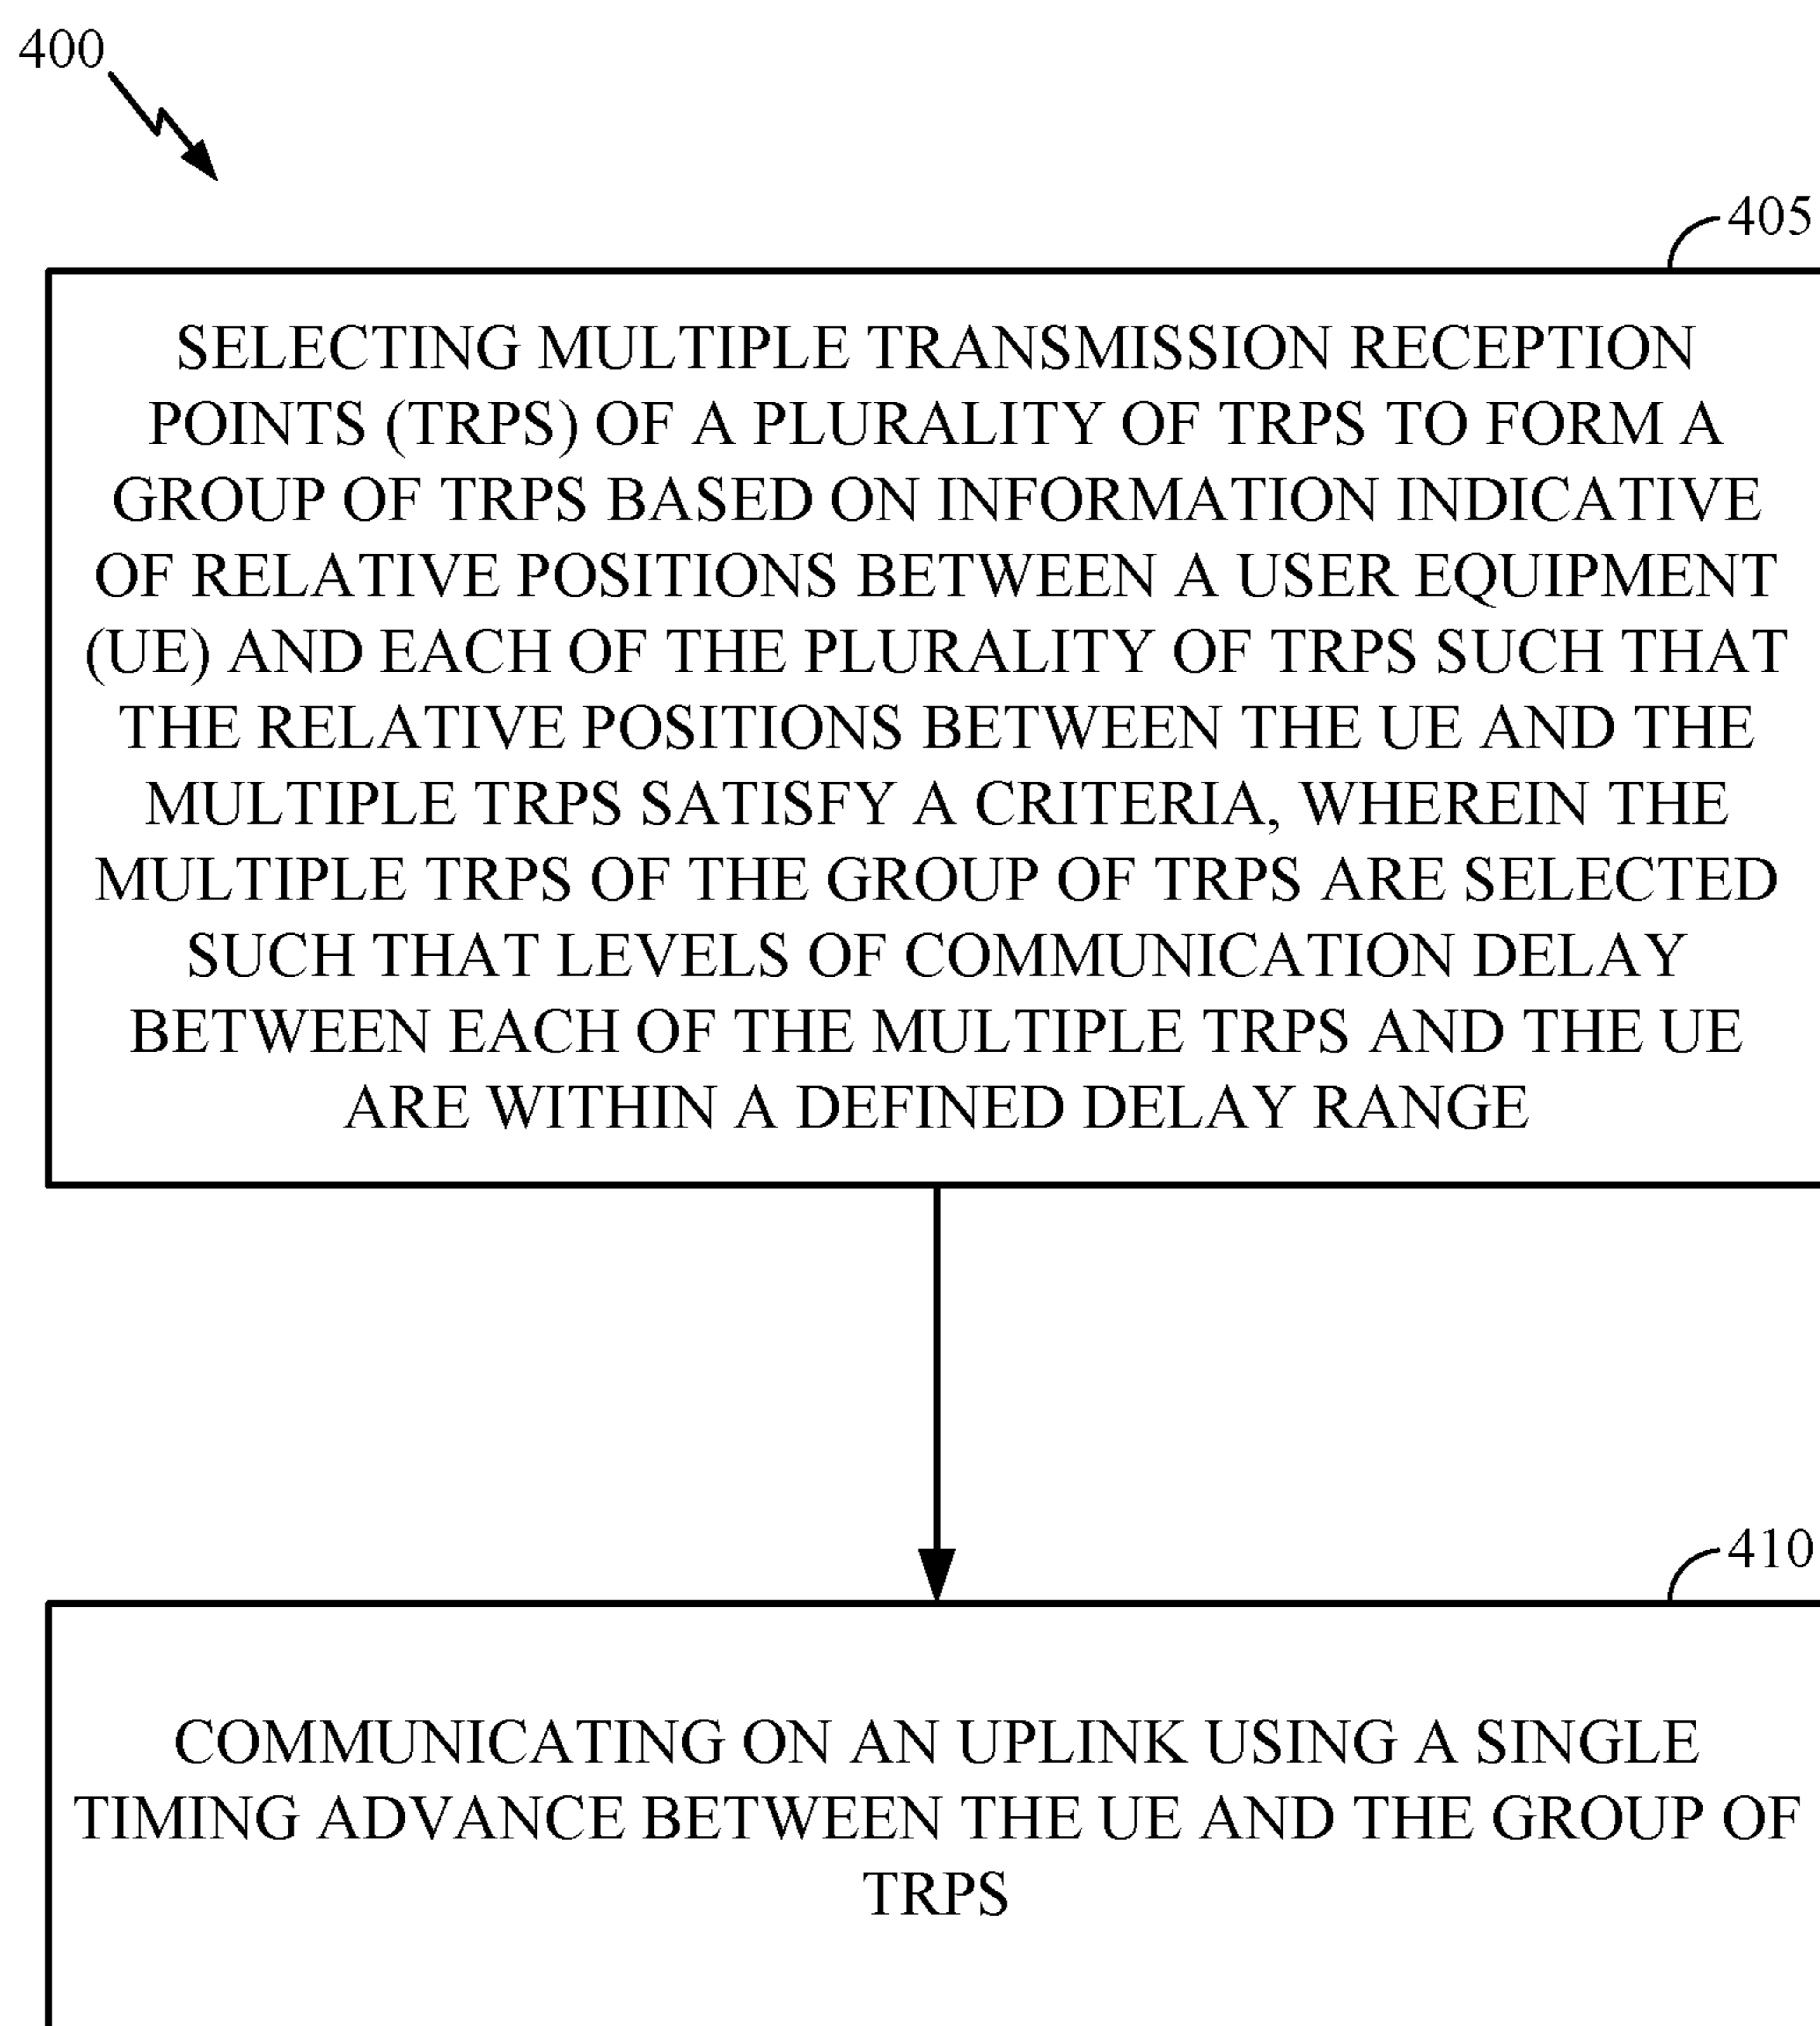 400
405
SELECTING MULTIPLE TRANSMISSION RECEPTION
POINTS (TRPS) OF A PLURALITY OF TRPS TO FORM A
GROUP OF TRPS BASED ON INFORMATION INDICATIVE
OF RELATIVE POSITIONS BETWEEN A USER EQUIPMENT
(UE) AND EACH OF THE PLURALITY OF TRPS SUCH THAT
THE RELATIVE POSITIONS BETWEEN THE UE AND THE
MULTIPLE TRPS SATISFY A CRITERIA, WHEREIN THE
MULTIPLE TRPS OF THE GROUP OF TRPS ARE SELECTED
SUCH THAT LEVELS OF COMMUNICATION DELAY
BETWEEN EACH OF THE MULTIPLE TRPS AND THE UE
ARE WITHIN A DEFINED DELAY RANGE
410
COMMUNICATING ON AN UPLINK USING A SINGLE
TIMING ADVANCE BETWEEN THE UE AND THE GROUP OF
TRPS